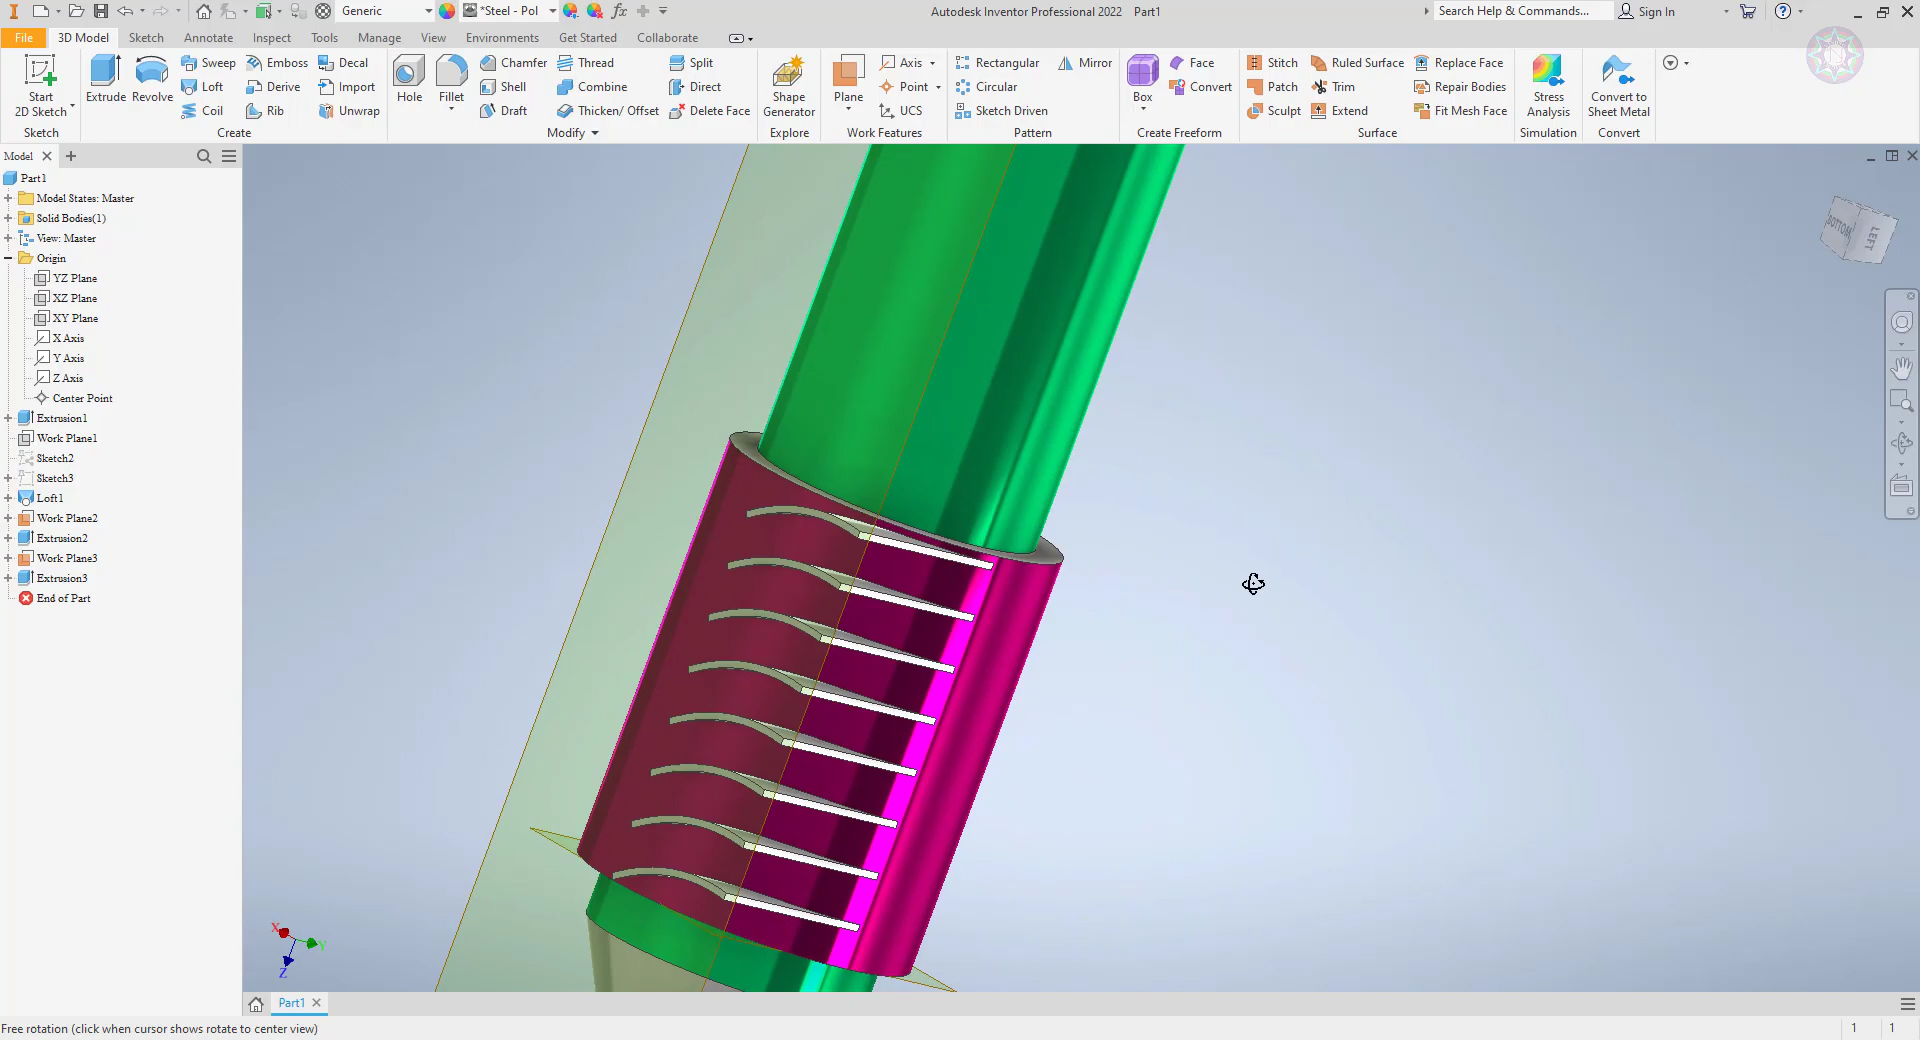 Generic
*Steel - Pol
Autodesk Inventor Professional 2022 Part1
Search Help & Commands...
Sign In
File
3D Model
Sketch
Annotate
Inspect
Tools
Manage
View
Environments
Get Started
Collaborate
Start
2D Sketch
Sketch
Extrude
Revolve
Sweep
Loft
Coil
Emboss
Derive
Rib
Decal
Import
Unwrap
Create
Hole
Fillet
Chamfer
Shell
Draft
Thread
Combine
Thicken/ Offset
Split
Direct
Delete Face
Modify
Shape
Generator
Explore
Plane
Axis
Point
UCS
Work Features
Rectangular
Circular
Sketch Driven
Mirror
Pattern
Box
Face
Convert
Create Freeform
Stitch
Patch
Sculpt
Ruled Surface
Trim
Extend
Replace Face
Repair Bodies
Fit Mesh Face
Surface
Stress
Analysis
Simulation
Convert to
Sheet Metal
Convert
Model
Part1
Model States: Master
Solid Bodies(1)
View: Master
Origin
YZ Plane
XZ Plane
XY Plane
X Axis
Y Axis
Z Axis
Center Point
Extrusion1
Work Plane1
Sketch2
Sketch3
Loft1
Work Plane2
Extrusion2
Work Plane3
Extrusion3
End of Part
BOTTOM
LEFT
X
Y
Z
Part1
Free rotation (click when cursor shows rotate to center view)
1
1